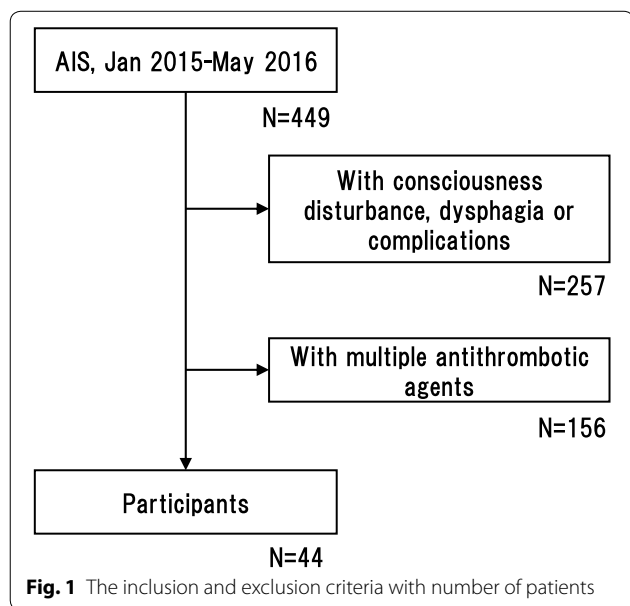 AIS, Jan 2015-May 2016
N=449
With consciousness
disturbance, dysphagia or
complications
N=257
With multiple antithrombotic
agents
N=156
Participants
N=44
Fig. 1 The inclusion and exclusion criteria with number of patients